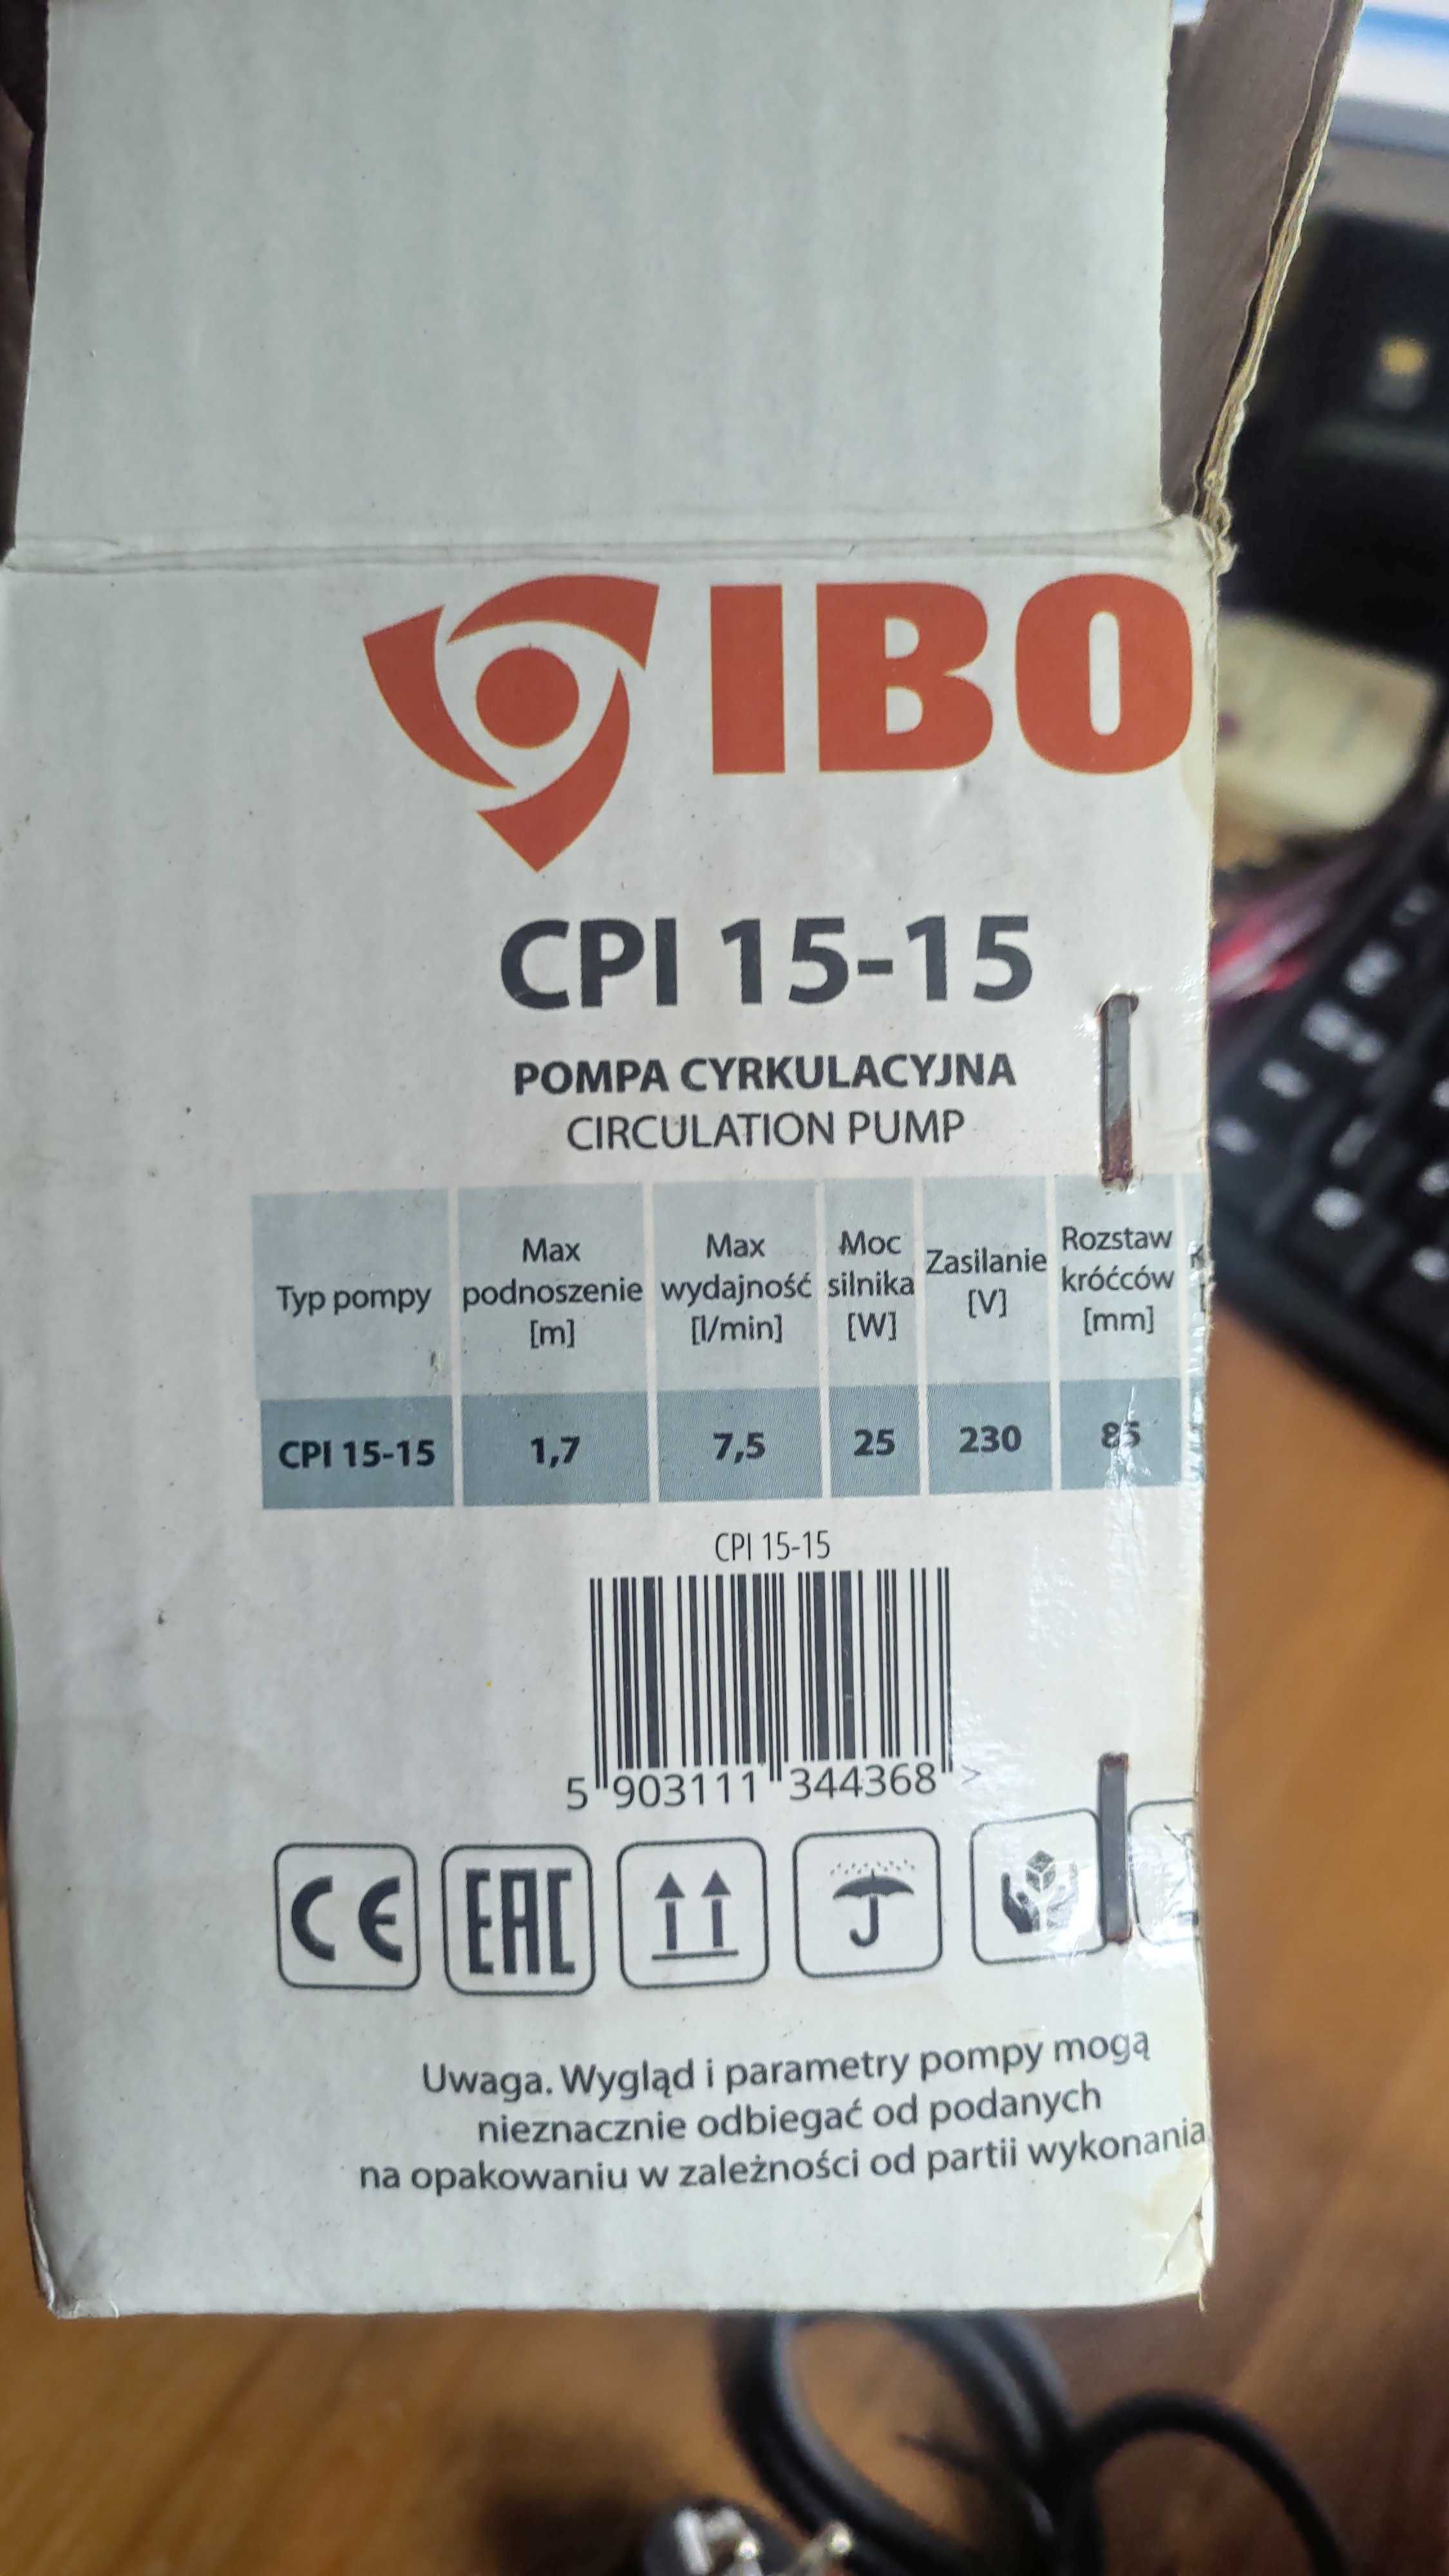 IBO
CPI 15-15
POMPA CYRKULACYJNA
CIRCULATION PUMP
Typ pompy
Max
podnoszenie
[m]
Max
wydajność
[l/min]
Moc
silnika
[W]
Zasilanie
[V]
Rozstaw
króćców
[mm]
CPI 15-15 1,7 7,5 25 230 85
CPI 15-15
5 903111 344368 >
CE EAC
Uwaga. Wygląd i parametry pompy mogą
nieznacznie odbiegać od podanych
na opakowaniu w zależności od partii wykonania